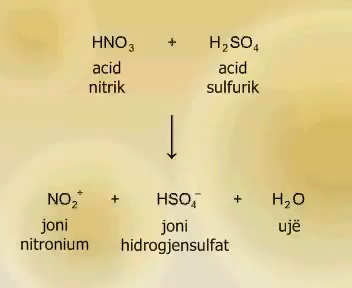 HNO₃ + H₂SO₄
acid acid
nitrik sulfurik
NO₂⁺ + HSO₄⁻ + H₂O
joni joni ujë
nitronium hidrogjensulfat